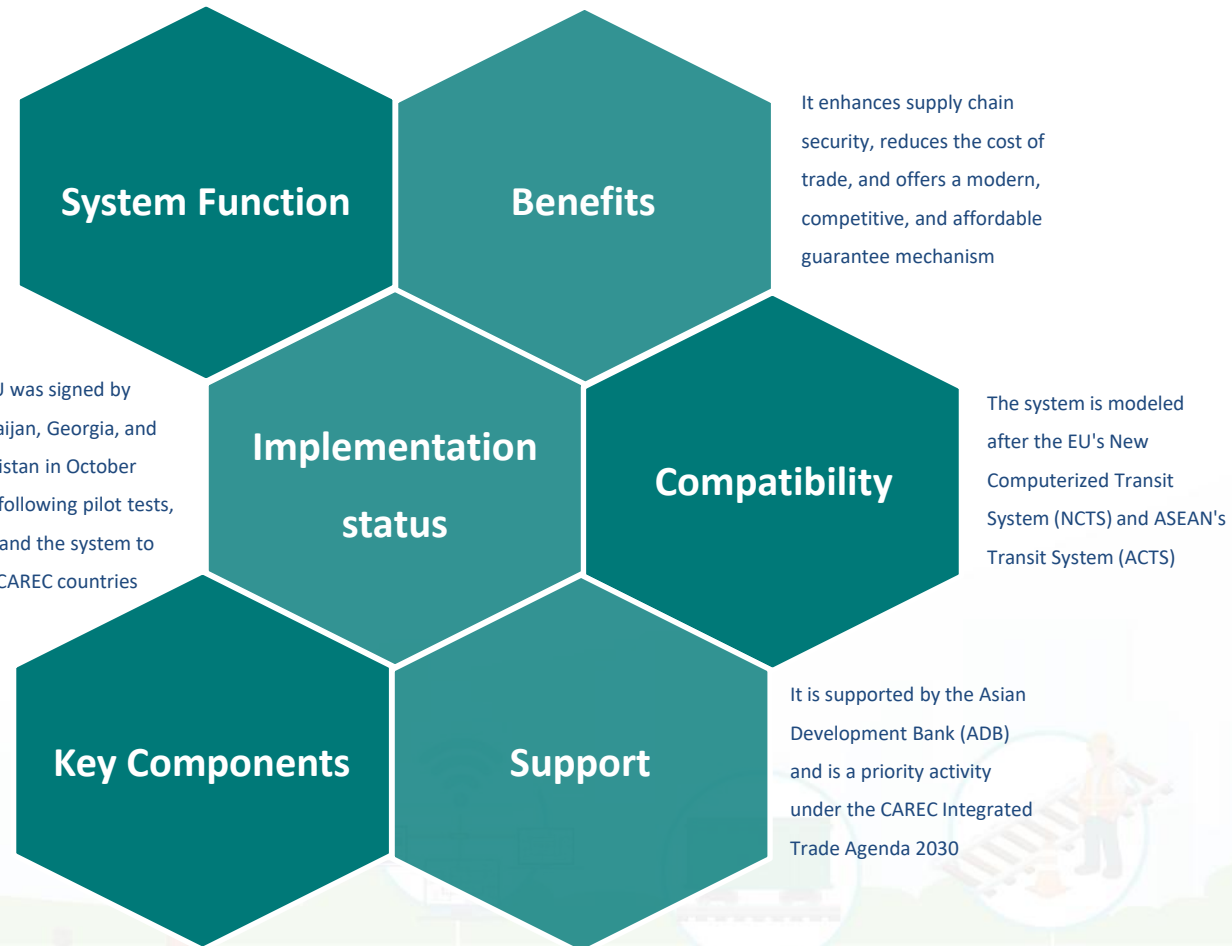 System Function
Benefits
It enhances supply chain
security, reduces the cost of
trade, and offers a modern,
competitive, and affordable
guarantee mechanism
was signed by
Georgia, and
in October
following pilot tests,
and the system to
CAREC countries
Implementation
status
Compatibility
The system is modeled
after the EU's New
Computerized Transit
System (NCTS) and ASEAN's
Transit System (ACTS)
Key Components
Support
It is supported by the Asian
Development Bank (ADB)
and is a priority activity
under the CAREC Integrated
Trade Agenda 2030